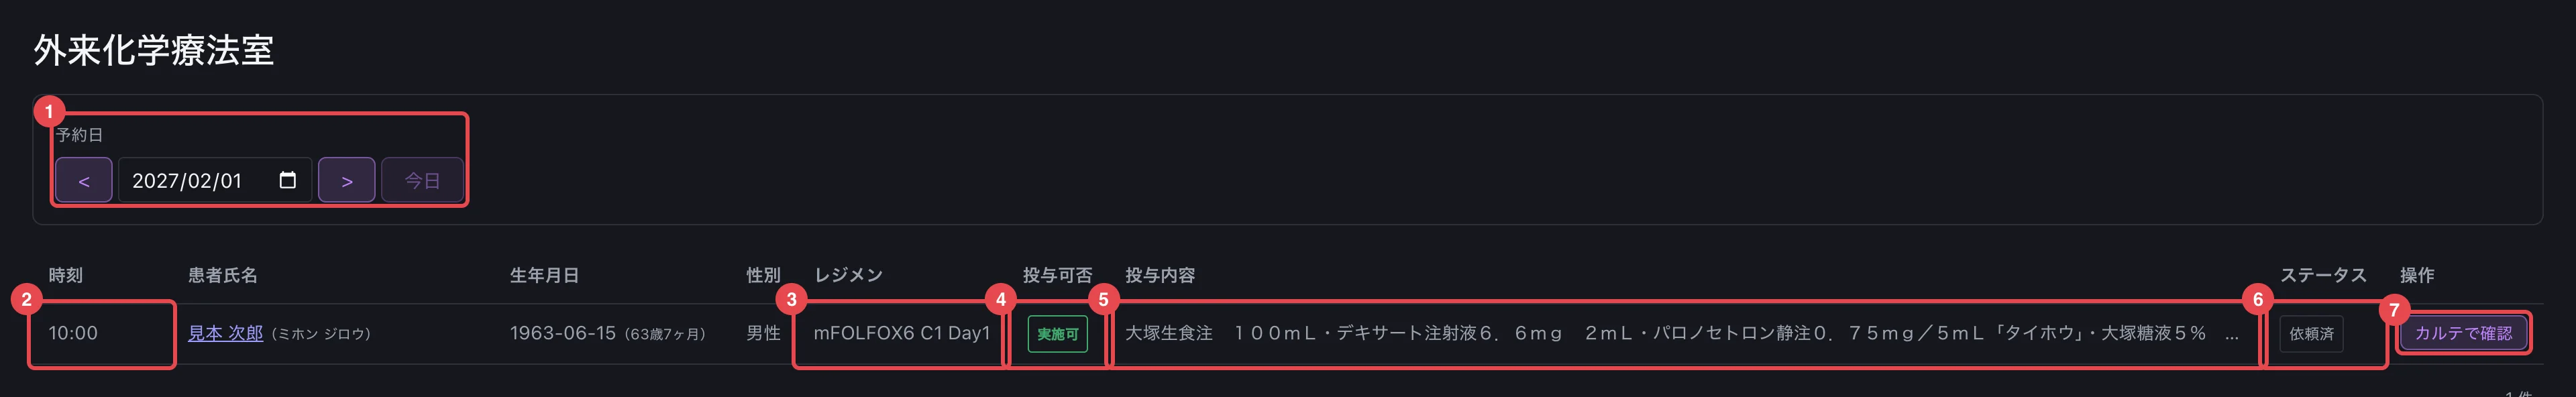 外来化学療法室
1
予約日
< 2027/02/01 > 今日
時刻 患者氏名 生年月日 性別 レジメン 投与可否 投与内容 ステータス 操作
2 3 4 5 6 7
10:00 見本 次郎（ミホン ジロウ） 1963-06-15（63歳7ヶ月） 男性 mFOLFOX6 C1 Day1 実施可 大塚生食注　１００ｍＬ・デキサート注射液６．６ｍｇ　２ｍＬ・パロノセトロン静注０．７５ｍｇ／５ｍＬ「タイホウ」・大塚糖液５％　… 依頼済 カルテで確認
1 件